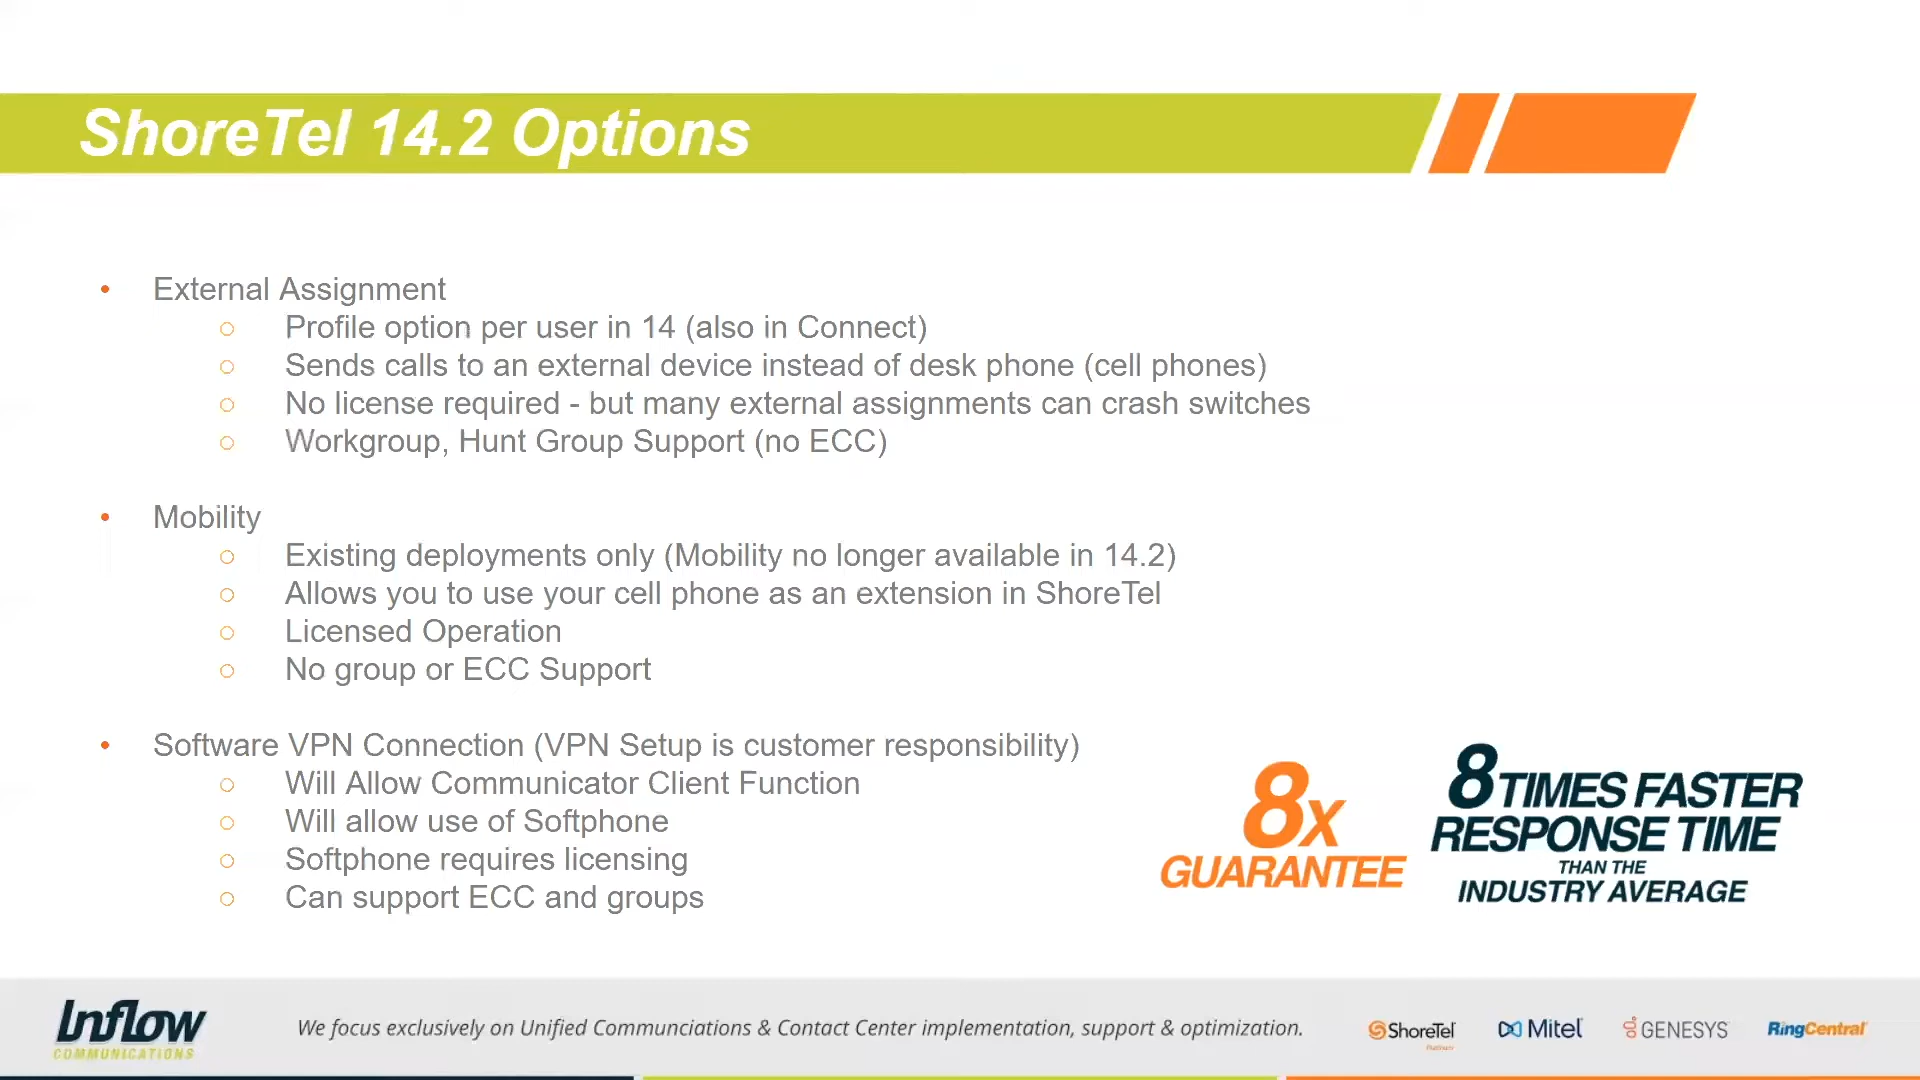 ShoreTel 14.2 Options
• External Assignment
○ Profile option per user in 14 (also in Connect)
○ Sends calls to an external device instead of desk phone (cell phones)
○ No license required - but many external assignments can crash switches
○ Workgroup, Hunt Group Support (no ECC)
• Mobility
○ Existing deployments only (Mobility no longer available in 14.2)
○ Allows you to use your cell phone as an extension in ShoreTel
○ Licensed Operation
○ No group or ECC Support
• Software VPN Connection (VPN Setup is customer responsibility)
○ Will Allow Communicator Client Function
○ Will allow use of Softphone
○ Softphone requires licensing
○ Can support ECC and groups
8x
GUARANTEE
8 TIMES FASTER
RESPONSE TIME
THAN THE
INDUSTRY AVERAGE
Inflow
COMMUNICATIONS
We focus exclusively on Unified Communciations & Contact Center implementation, support & optimization.
ShoreTel
Platinum
Mitel
GENESYS
RingCentral